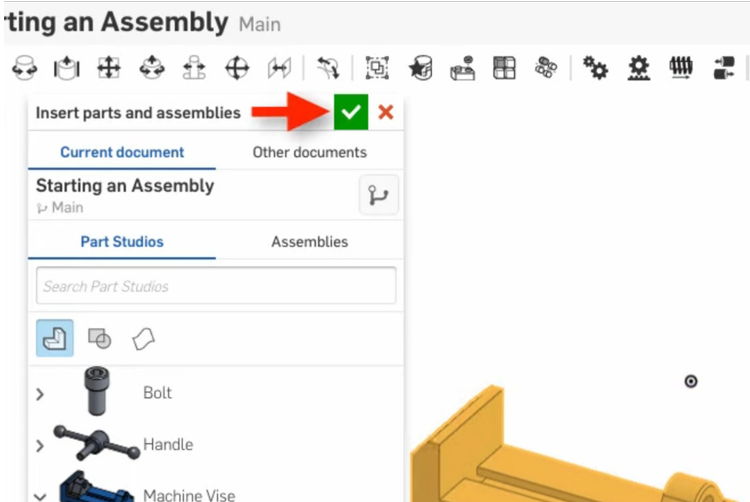 rting an Assembly Main
Insert parts and assemblies
Current document Other documents
Starting an Assembly
Main
Part Studios Assemblies
Search Part Studios
Bolt
Handle
Machine Vise